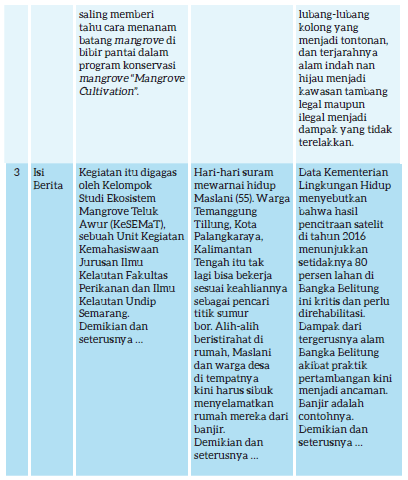 saling memberi
tahu cara menanam
batang mangrove di
bibir pantai dalam
program konservasi
mangrove “Mangrove
Cultivation”.
lubang-lubang
kolong yang
menjadi tontonan,
dan terjarahnya
alam indah nan
hijau menjadi
kawasan tambang
legal maupun
ilegal menjadi
dampak yang tidak
terelakkan.
3
Isi
Berita
Kegiatan itu digagas
oleh Kelompok
Studi Ekosistem
Mangrove Teluk
Awur (KeSEMaT),
sebuah Unit Kegiatan
Kemahasiswaan
Jurusan Ilmu
Kelautan Fakultas
Perikanan dan Ilmu
Kelautan Undip
Semarang.
Demikian dan
seterusnya ...
Hari-hari suram
mewarnai hidup
Maslani (55). Warga
Temanggung
Tillung, Kota
Palangkaraya,
Kalimantan
Tengah itu tak
lagi bisa bekerja
sesuai keahliannya
sebagai pencari
titik sumur
bor. Alih-alih
beristirahat di
rumah, Maslani
dan warga desa
di tempatnya
kini harus sibuk
menyelamatkan
rumah mereka dari
banjir.
Demikian dan
seterusnya ...
Data Kementerian
Lingkungan Hidup
menyebutkan
bahwa hasil
pencitraan satelit
di tahun 2016
menunjukkan
setidaknya 80
persen lahan di
Bangka Belitung
ini kritis dan perlu
direhabilitasi.
Dampak dari
tergerusnya alam
Bangka Belitung
akibat praktik
pertambangan kini
menjadi ancaman.
Banjir adalah
contohnya.
Demikian dan
seterusnya ...